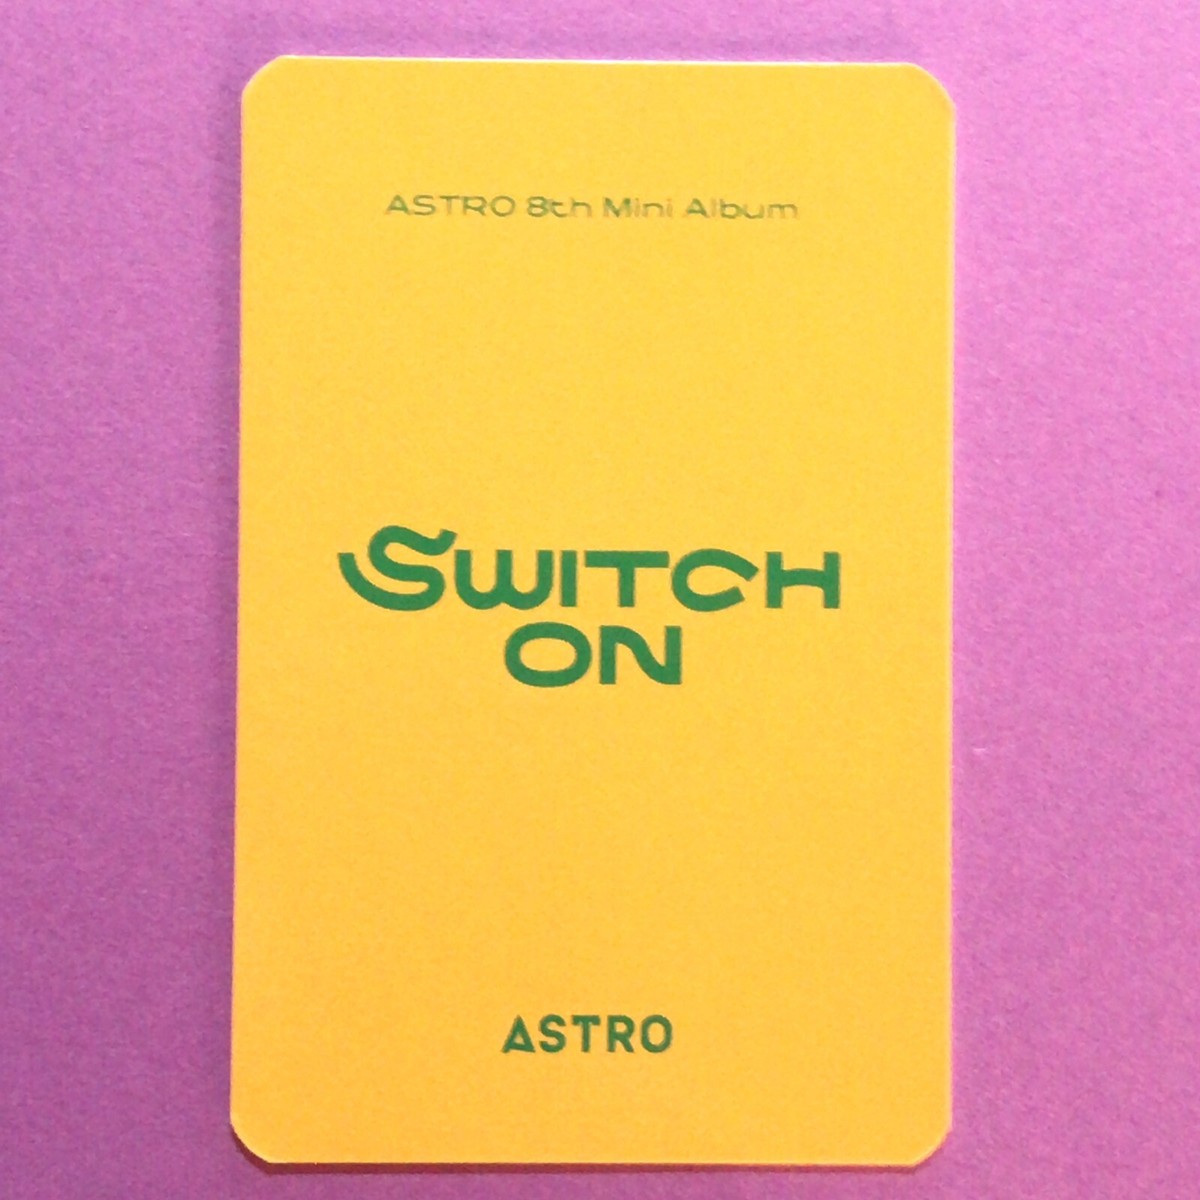 ASTRO 8th Mini Album
SWITCH
ON
ASTRO